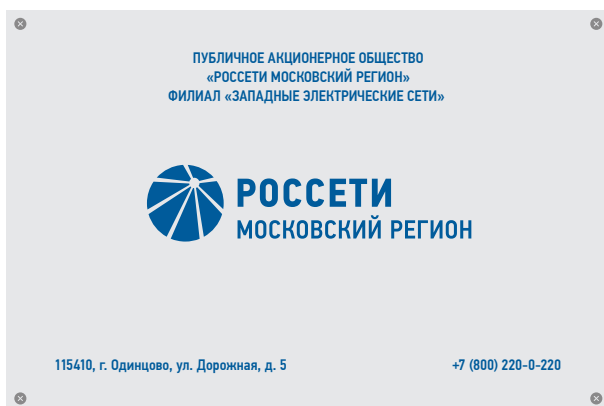 ПУБЛИЧНОЕ АКЦИОНЕРНОЕ ОБЩЕСТВО
«РОССЕТИ МОСКОВСКИЙ РЕГИОН»
ФИЛИАЛ «ЗАПАДНЫЕ ЭЛЕКТРИЧЕСКИЕ СЕТИ»
РОССЕТИ
МОСКОВСКИЙ РЕГИОН
115410, г. Одинцово, ул. Дорожная, д. 5
+7 (800) 220-0-220